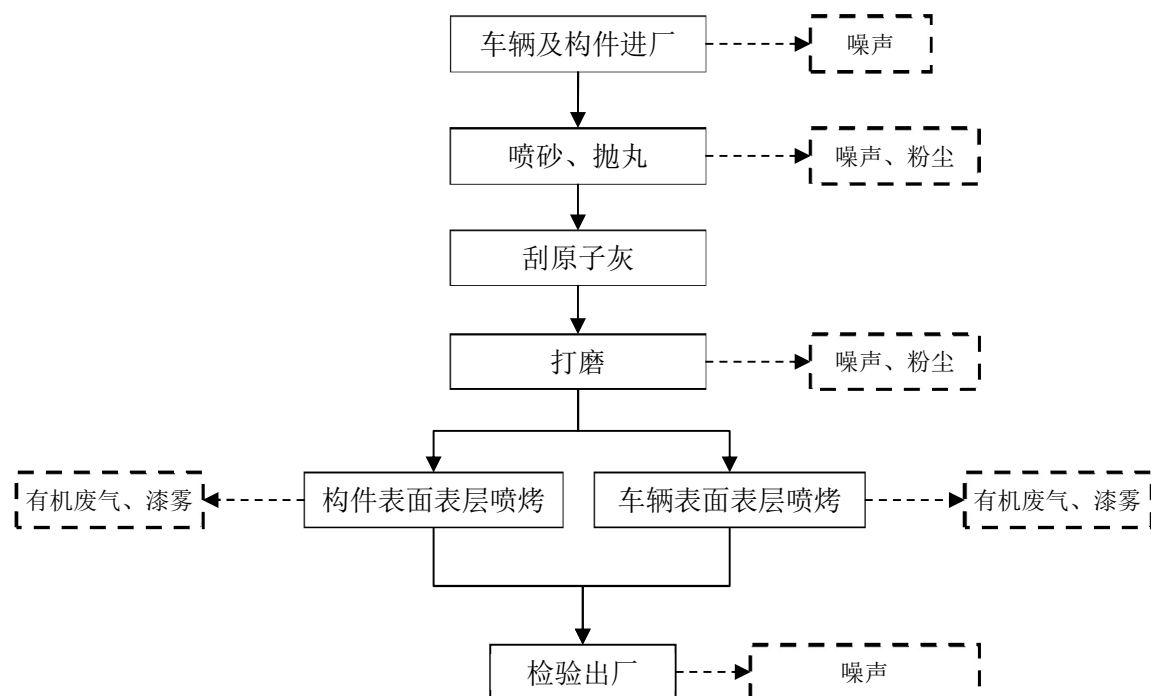 车辆及构件进厂
噪声
喷砂、抛丸
噪声、粉尘
刮原子灰
打磨
噪声、粉尘
有机废气、漆雾
构件表面表层喷烤
车辆表面表层喷烤
有机废气、漆雾
检验出厂
噪声